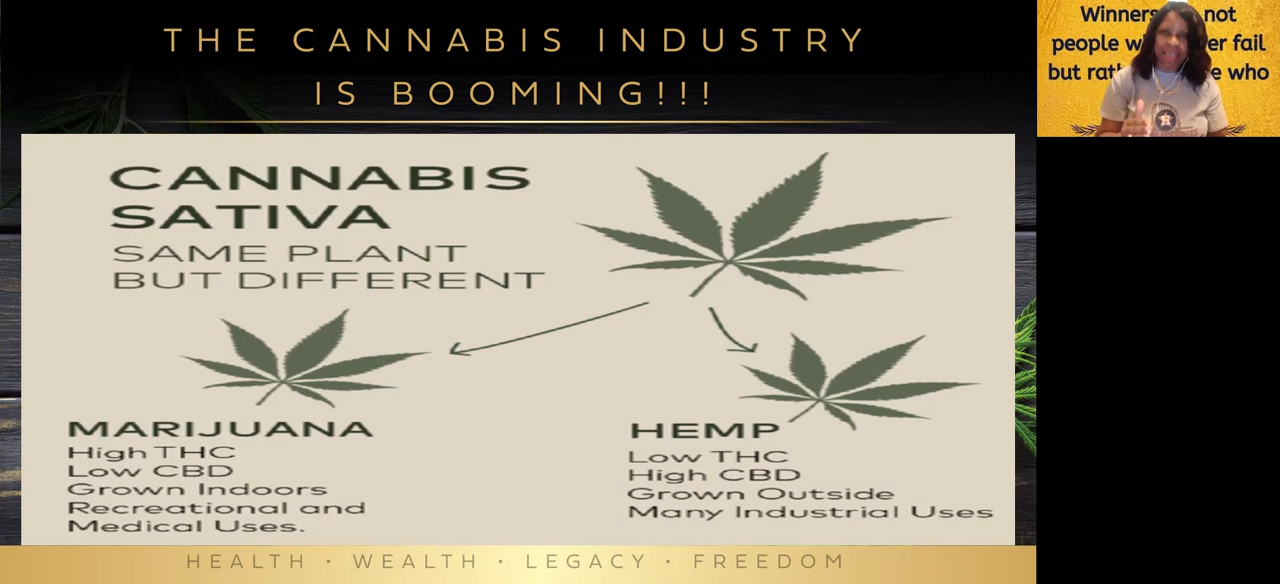 THE CANNABIS INDUSTRY
IS BOOMING!!!
CANNABIS
SATIVA
SAME PLANT
BUT DIFFERENT
MARIJUANA
High THC
Low CBD
Grown Indoors
Recreational and
Medical Uses.
HEMP
Low THC
High CBD
Grown Outside
Many Industrial Uses
HEALTH • WEALTH • LEGACY • FREEDOM
Winners not
people fail
but who